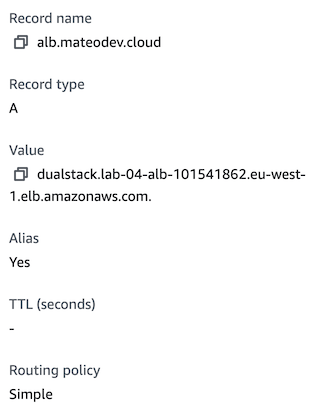 Record name
alb.mateodev.cloud
Record type
A
Value
dualstack.lab-04-alb-101541862.eu-west-
1.elb.amazonaws.com.
Alias
Yes
TTL (seconds)
-
Routing policy
Simple